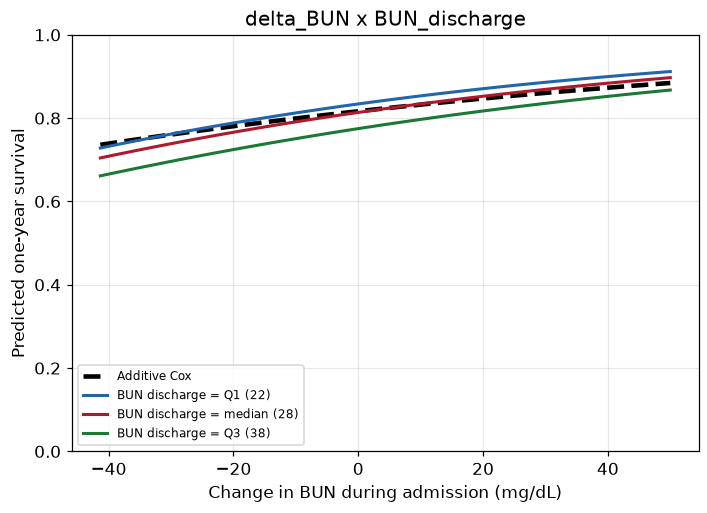 delta_BUN x BUN_discharge
Predicted one-year survival
1.0
0.8
0.6
0.4
0.2
0.0
Additive Cox
BUN discharge = Q1 (22)
BUN discharge = median (28)
BUN discharge = Q3 (38)
−40 −20 0 20 40
Change in BUN during admission (mg/dL)